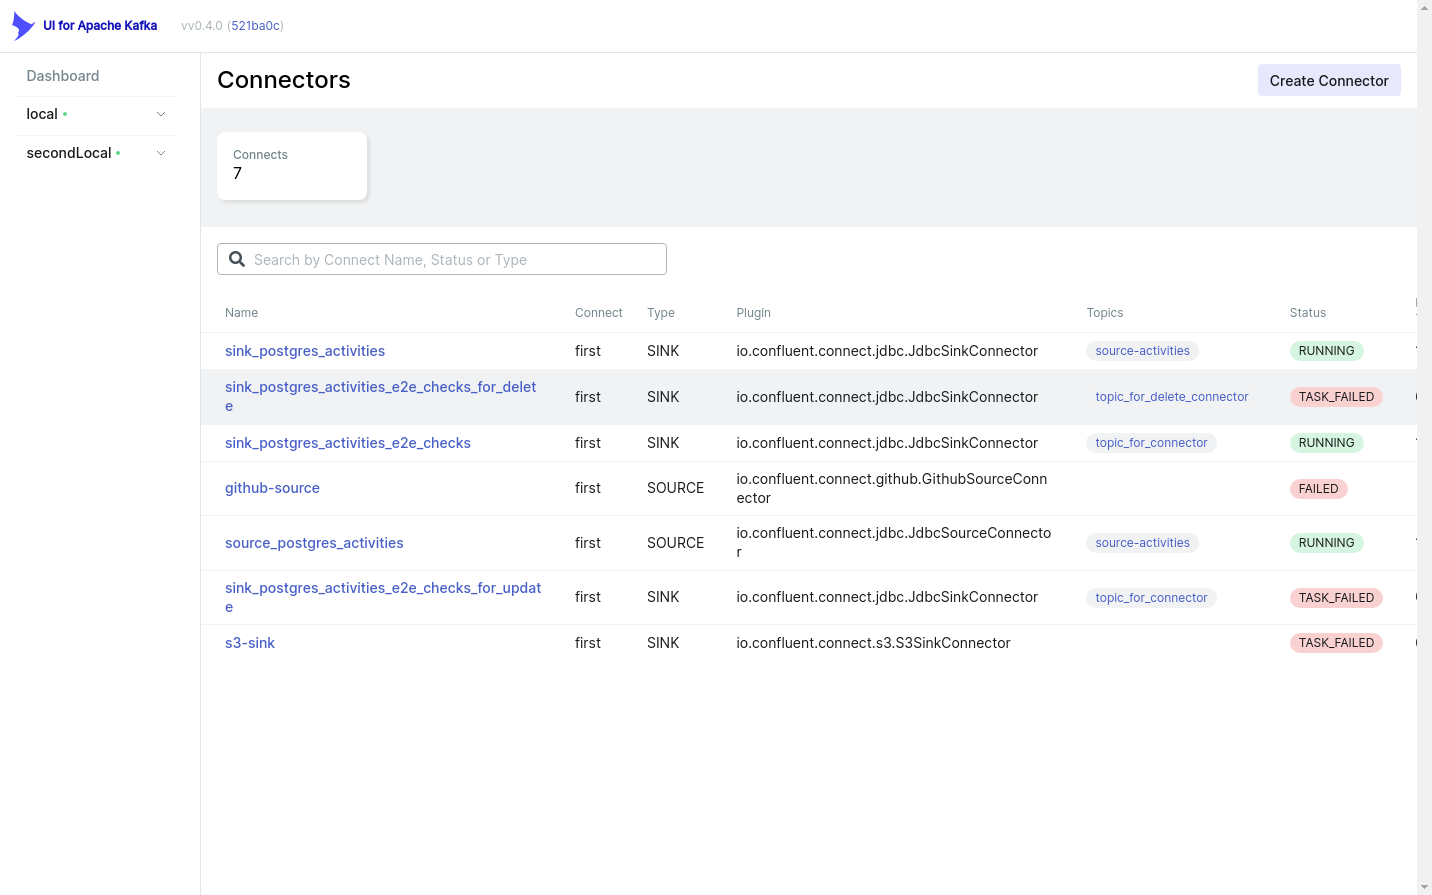 UI for Apache Kafka vv0.4.0 (521ba0c)
Dashboard
local
secondLocal
Connectors
Create Connector
Connects
7
Search by Connect Name, Status or Type
Name Connect Type Plugin Topics Status
sink_postgres_activities first SINK io.confluent.connect.jdbc.JdbcSinkConnector source-activities RUNNING
sink_postgres_activities_e2e_checks_for_delet
e first SINK io.confluent.connect.jdbc.JdbcSinkConnector topic_for_delete_connector TASK_FAILED
sink_postgres_activities_e2e_checks first SINK io.confluent.connect.jdbc.JdbcSinkConnector topic_for_connector RUNNING
github-source first SOURCE io.confluent.connect.github.GithubSourceConn
ector FAILED
source_postgres_activities first SOURCE io.confluent.connect.jdbc.JdbcSourceConnecto
r source-activities RUNNING
sink_postgres_activities_e2e_checks_for_updat
e first SINK io.confluent.connect.jdbc.JdbcSinkConnector topic_for_connector TASK_FAILED
s3-sink first SINK io.confluent.connect.s3.S3SinkConnector TASK_FAILED